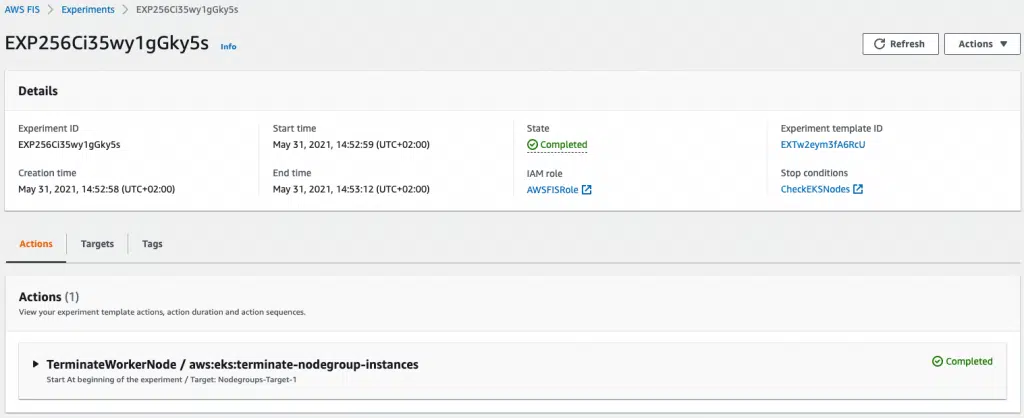 AWS FIS > Experiments > EXP256Ci35wy1gGky5s
EXP256Ci35wy1gGky5s Info
Refresh
Actions
Details
Experiment ID
EXP256Ci35wy1gGky5s
Start time
May 31, 2021, 14:52:59 (UTC+02:00)
State
Completed
Experiment template ID
EXTw2eym3fA6RcU
Creation time
May 31, 2021, 14:52:58 (UTC+02:00)
End time
May 31, 2021, 14:53:12 (UTC+02:00)
IAM role
AWSFISRole
Stop conditions
CheckEKSNodes
Actions
Targets
Tags
Actions (1)
View your experiment template actions, action duration and action sequences.
TerminateWorkerNode / aws:eks:terminate-nodegroup-instances
Completed
Start At beginning of the experiment / Target: Nodegroups-Target-1